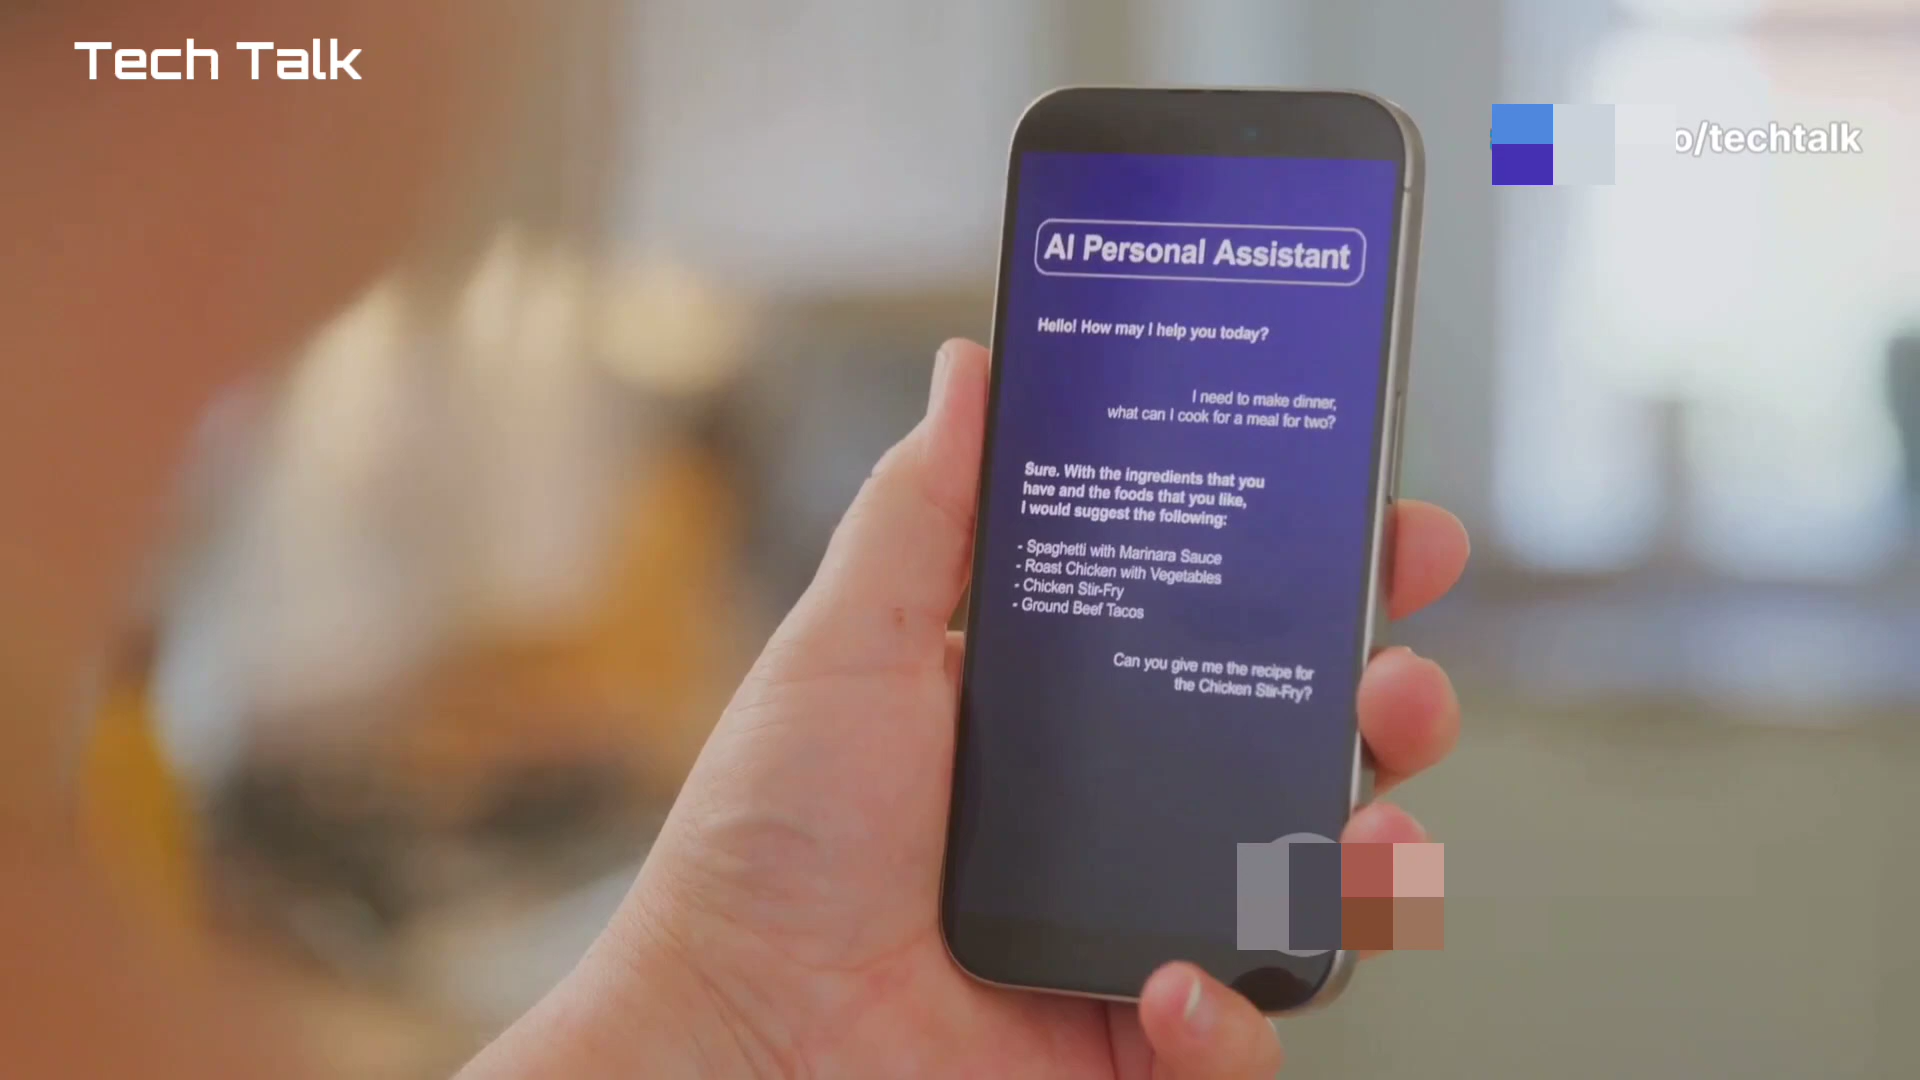 Tech Talk
o/techtalk
AI Personal Assistant
Hello! How may I help you today?
I need to make dinner,
what can I cook for a meal for two?
Sure. With the ingredients that you
have and the foods that you like,
I would suggest the following:
- Spaghetti with Marinara Sauce
- Roast Chicken with Vegetables
- Chicken Stir-Fry
- Ground Beef Tacos
Can you give me the recipe for
the Chicken Stir-Fry?